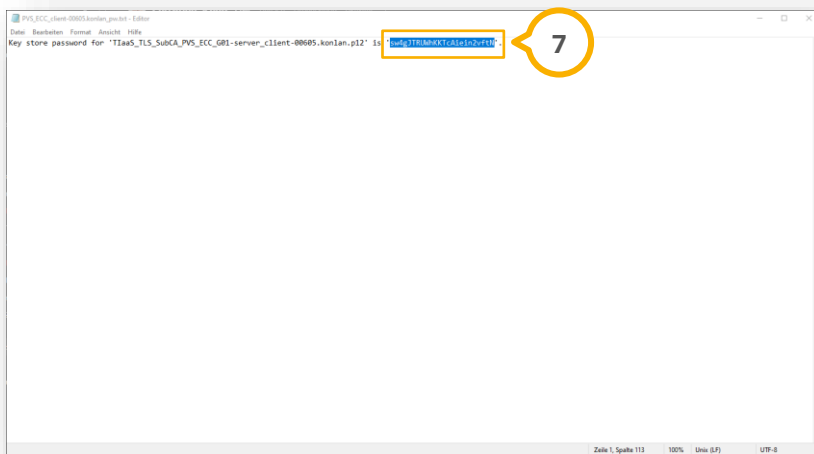 PVS_ECC_client-00605.konlan_pw.txt - Editor
Datei Bearbeiten Format Ansicht Hilfe
Key store password for 'TIaaS_TLS_SubCA_PVS_ECC_G01-server_client-00605.konlan.p12' is '
7
Zeile 1, Spalte 113 100% Unix (LF) UTF-8